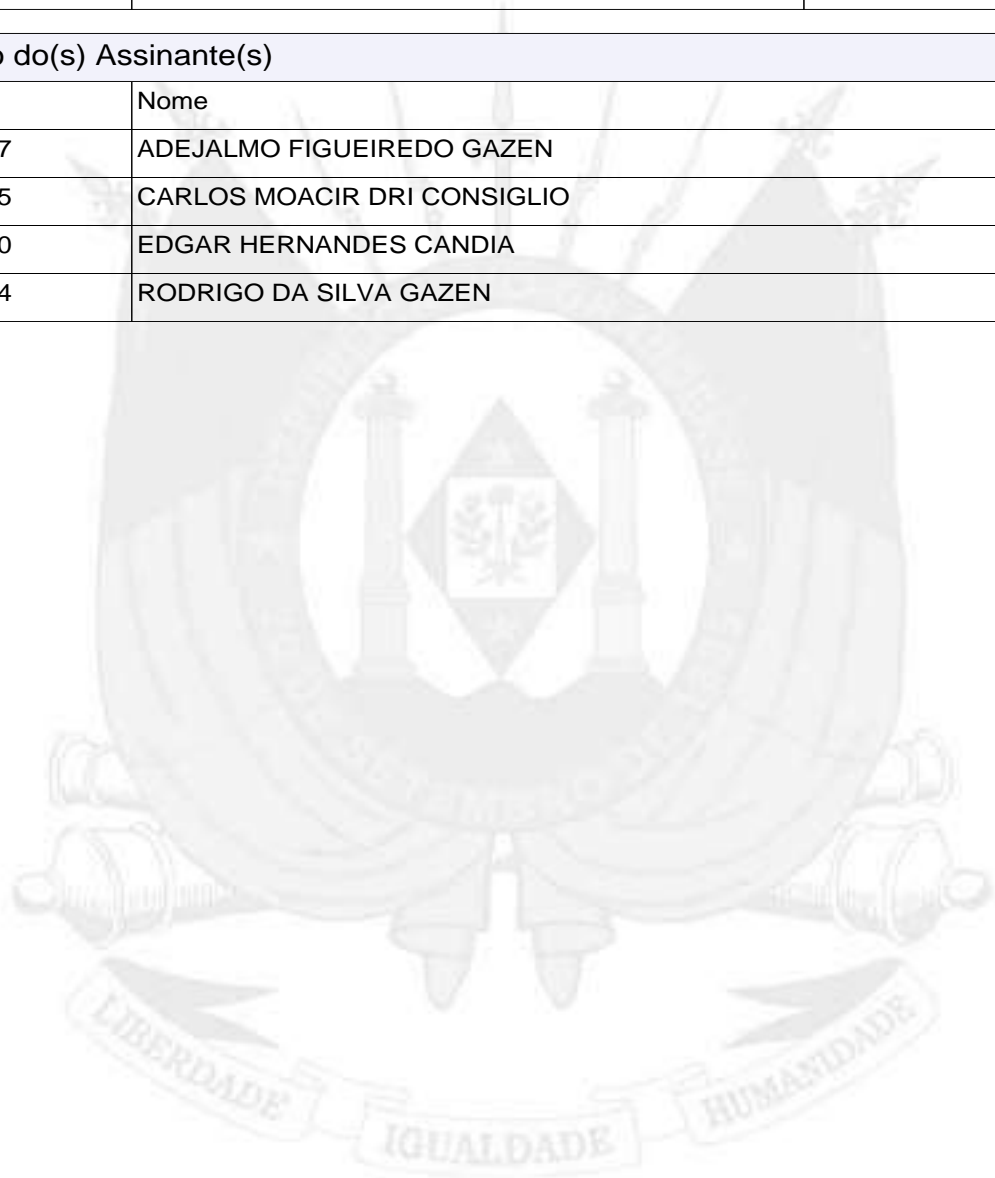 o do(s) Assinante(s)
Nome
7 ADEJALMO FIGUEIREDO GAZEN
5 CARLOS MOACIR DRI CONSIGLIO
0 EDGAR HERNANDES CANDIA
4 RODRIGO DA SILVA GAZEN
LIBERDADE IGUALDADE HUMANIDADE